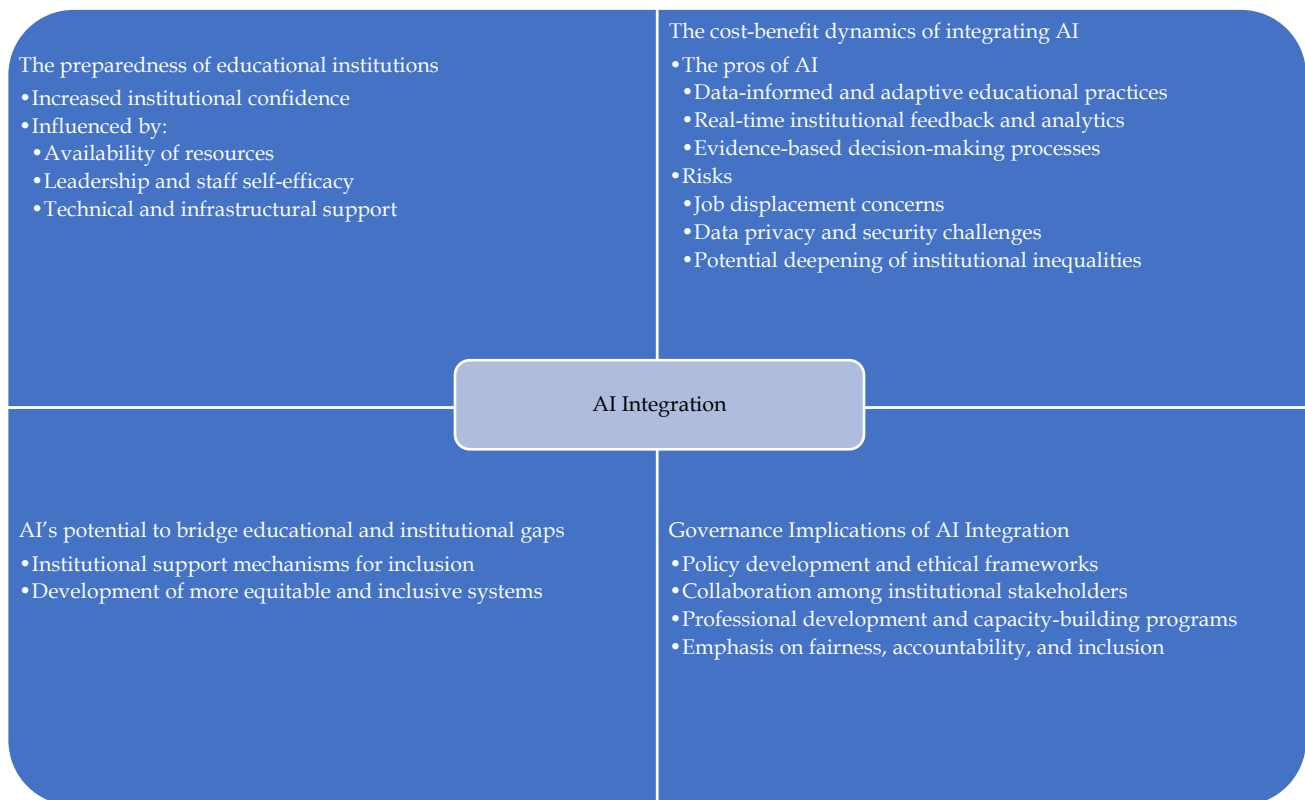 The preparedness of educational institutions
•Increased institutional confidence
•Influenced by:
•Availability of resources
•Leadership and staff self-efficacy
•Technical and infrastructural support
The cost-benefit dynamics of integrating AI
•The pros of AI
•Data-informed and adaptive educational practices
•Real-time institutional feedback and analytics
•Evidence-based decision-making processes
•Risks
•Job displacement concerns
•Data privacy and security challenges
•Potential deepening of institutional inequalities
AI Integration
AI’s potential to bridge educational and institutional gaps
•Institutional support mechanisms for inclusion
•Development of more equitable and inclusive systems
Governance Implications of AI Integration
•Policy development and ethical frameworks
•Collaboration among institutional stakeholders
•Professional development and capacity-building programs
•Emphasis on fairness, accountability, and inclusion